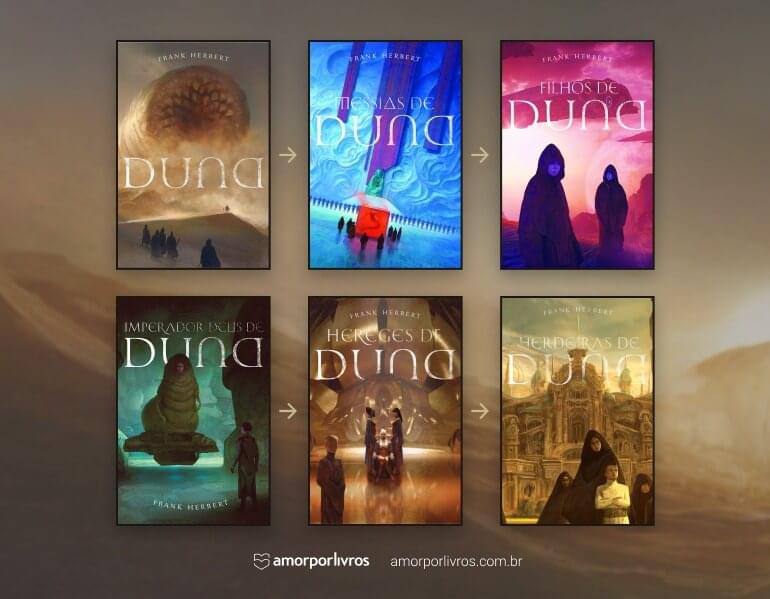 FRANK HERBERT
DUNA
FRANK HERBERT
MESSIAS DE
DUNA
FRANK HERBERT
FILHOS DE
DUNA
IMPERADOR DEUS DE
DUNA
FRANK HERBERT
FRANK HERBERT
HEREGES DE
DUNA
FRANK HERBERT
HERDEIRAS DE
DUNA
amorporlivros amorporlivros.com.br